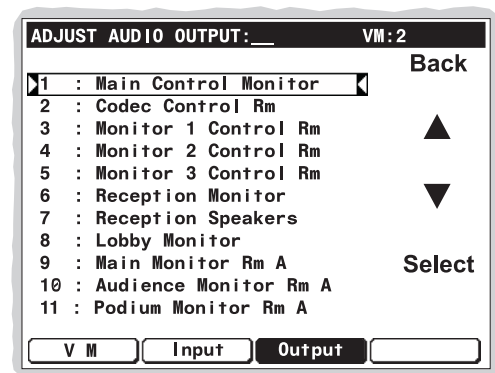 ADJUST AUDIO OUTPUT:__ VM:2
Back
1 : Main Control Monitor
2 : Codec Control Rm
3 : Monitor 1 Control Rm
4 : Monitor 2 Control Rm
5 : Monitor 3 Control Rm
6 : Reception Monitor
7 : Reception Speakers
8 : Lobby Monitor
9 : Main Monitor Rm A
Select
10 : Audience Monitor Rm A
11 : Podium Monitor Rm A
V M Input Output